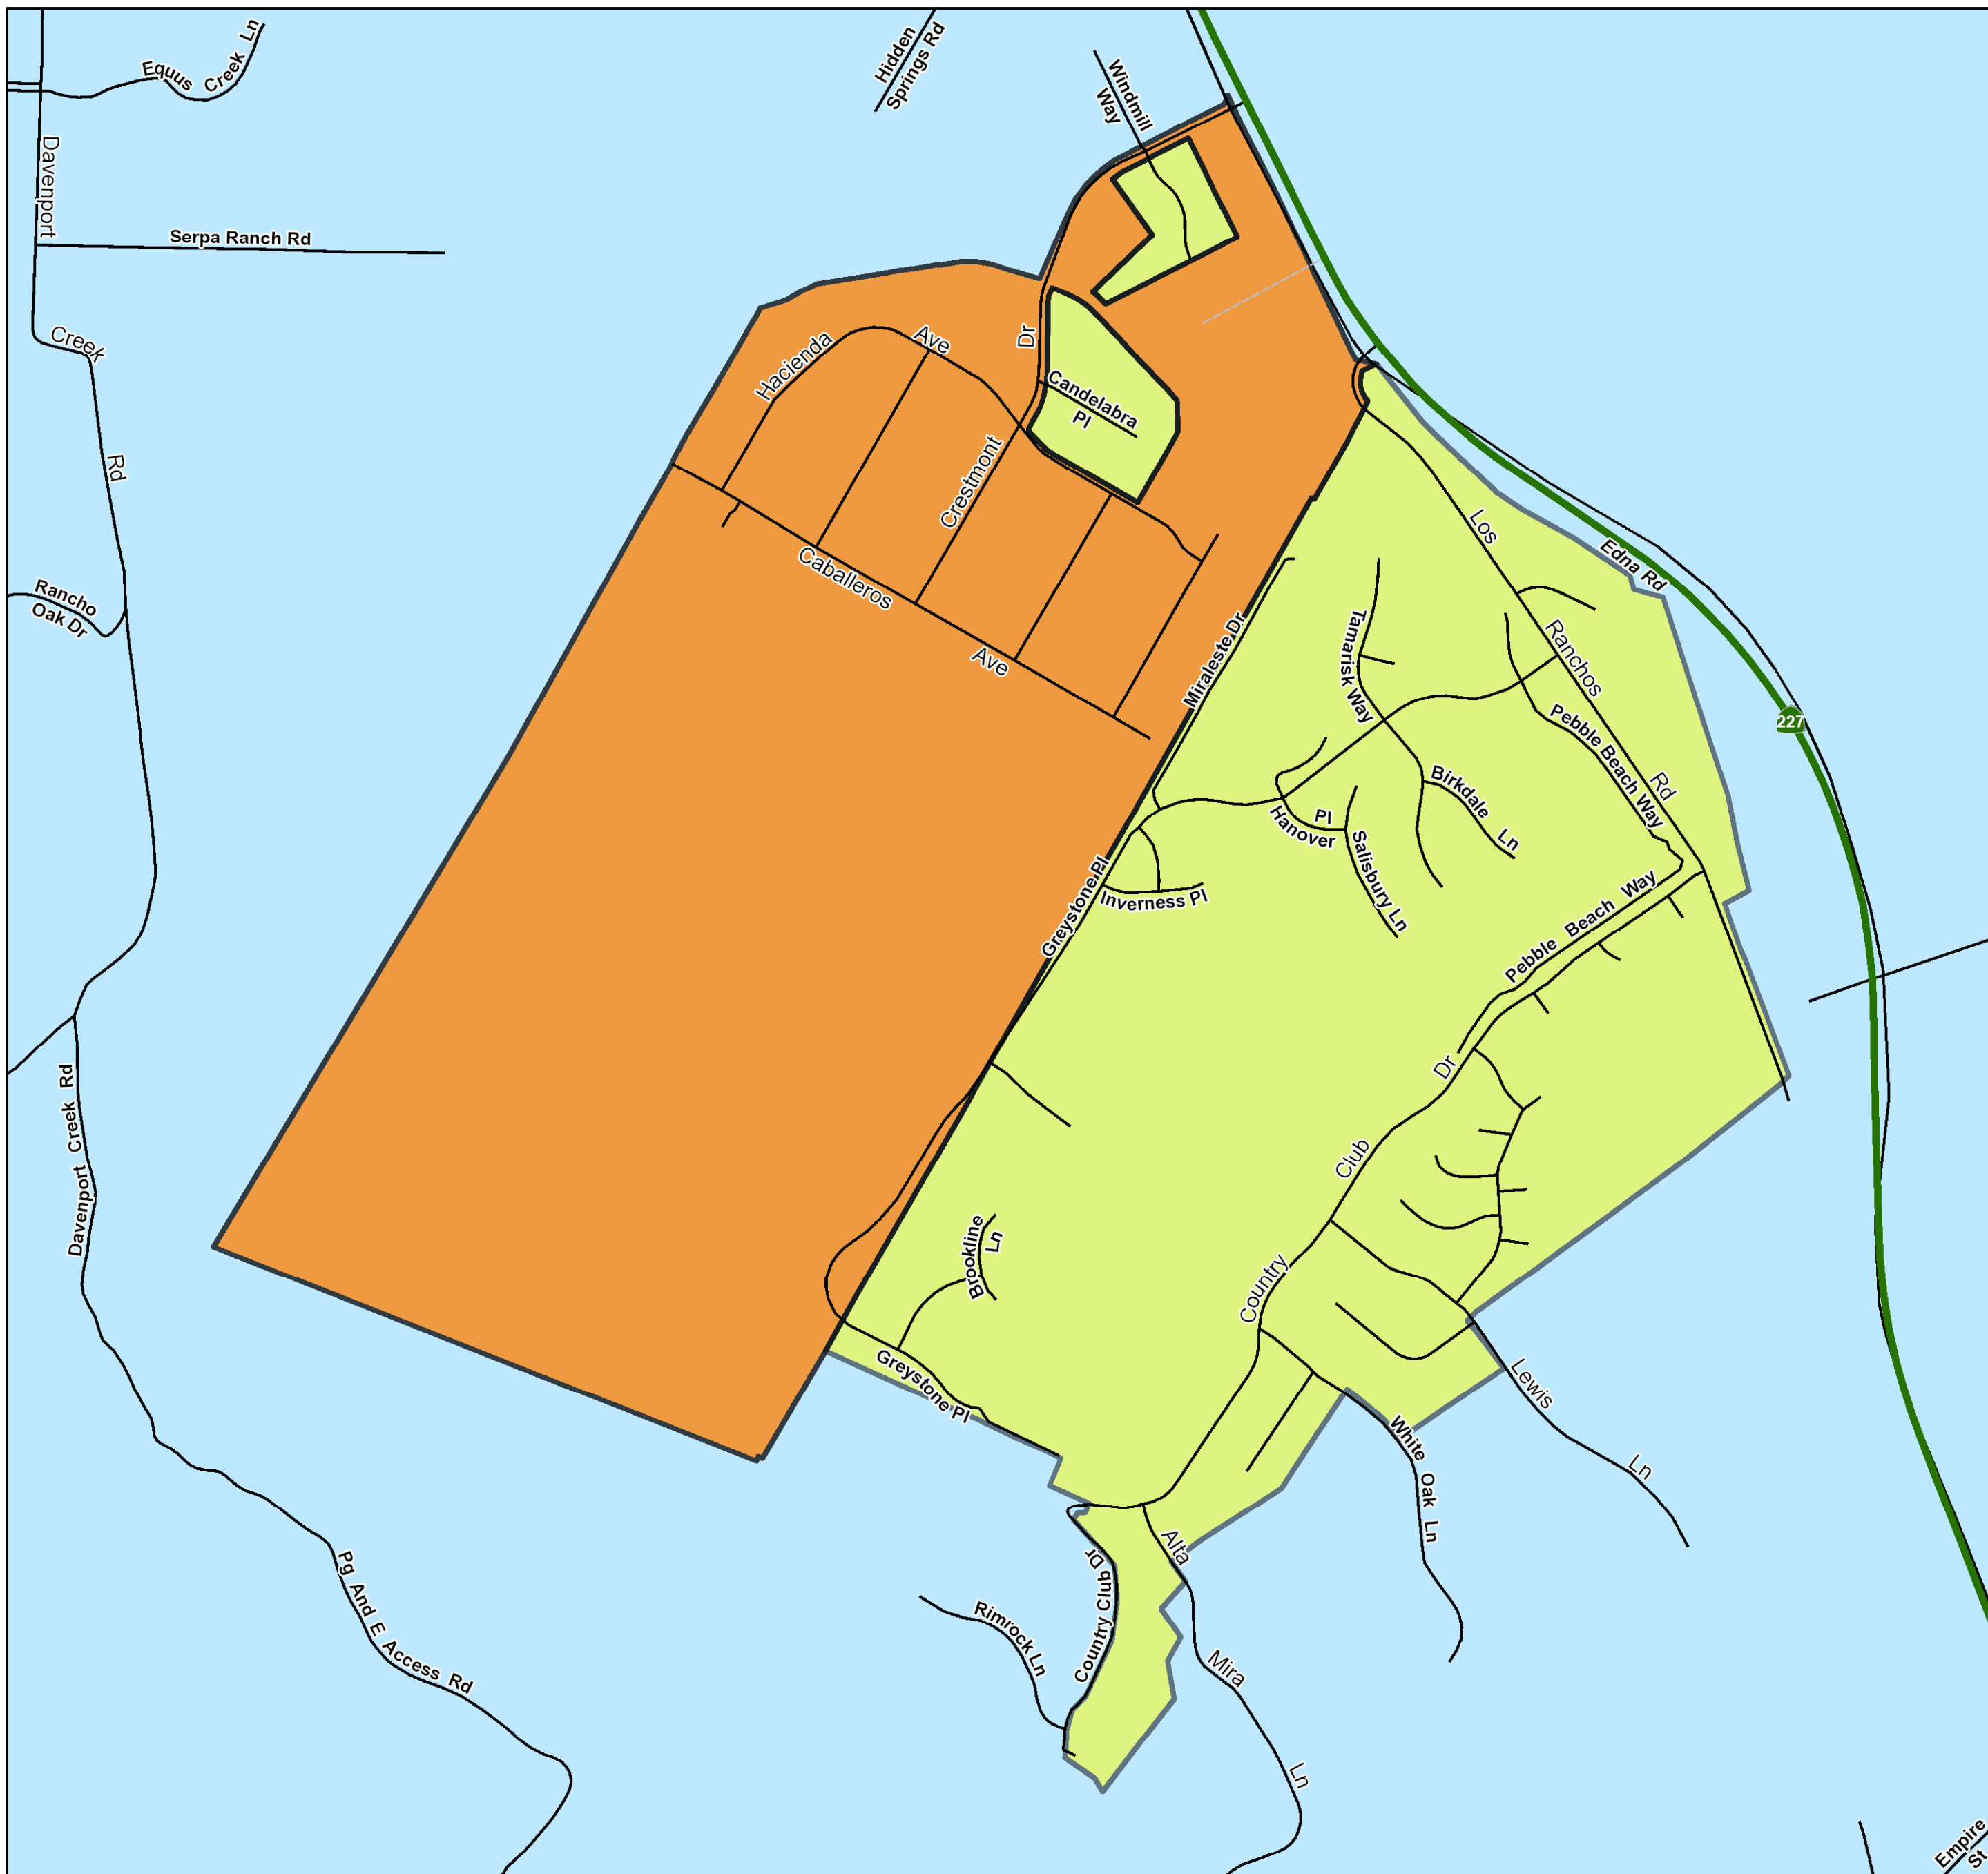 Equus Creek Ln
Hidden
Springs Rd
Windmill
Way
Davenport
Serpa Ranch Rd
Creek
Rd
Hacienda
Ave
Dr
Candelabra
Pl
Crestmont
Caballeros
Ave
Rancho
Oak Dr
Los
Edna Rd
Ranchos
Rd
227
Miraleste Dr
Tamarisk Way
Pebble Beach Way
Birkdale Ln
Pl
Hanover
Salisbury Ln
Greystone Pl
Inverness Pl
Pebble Beach Way
Dr
Club
Country
Davenport Creek Rd
Brookline
Ln
Greystone Pl
Lewis
Ln
White Oak Ln
Alta
Mira
Ln
Country Club Dr
Rimrock Ln
Pg And E Access Rd
Empire
St